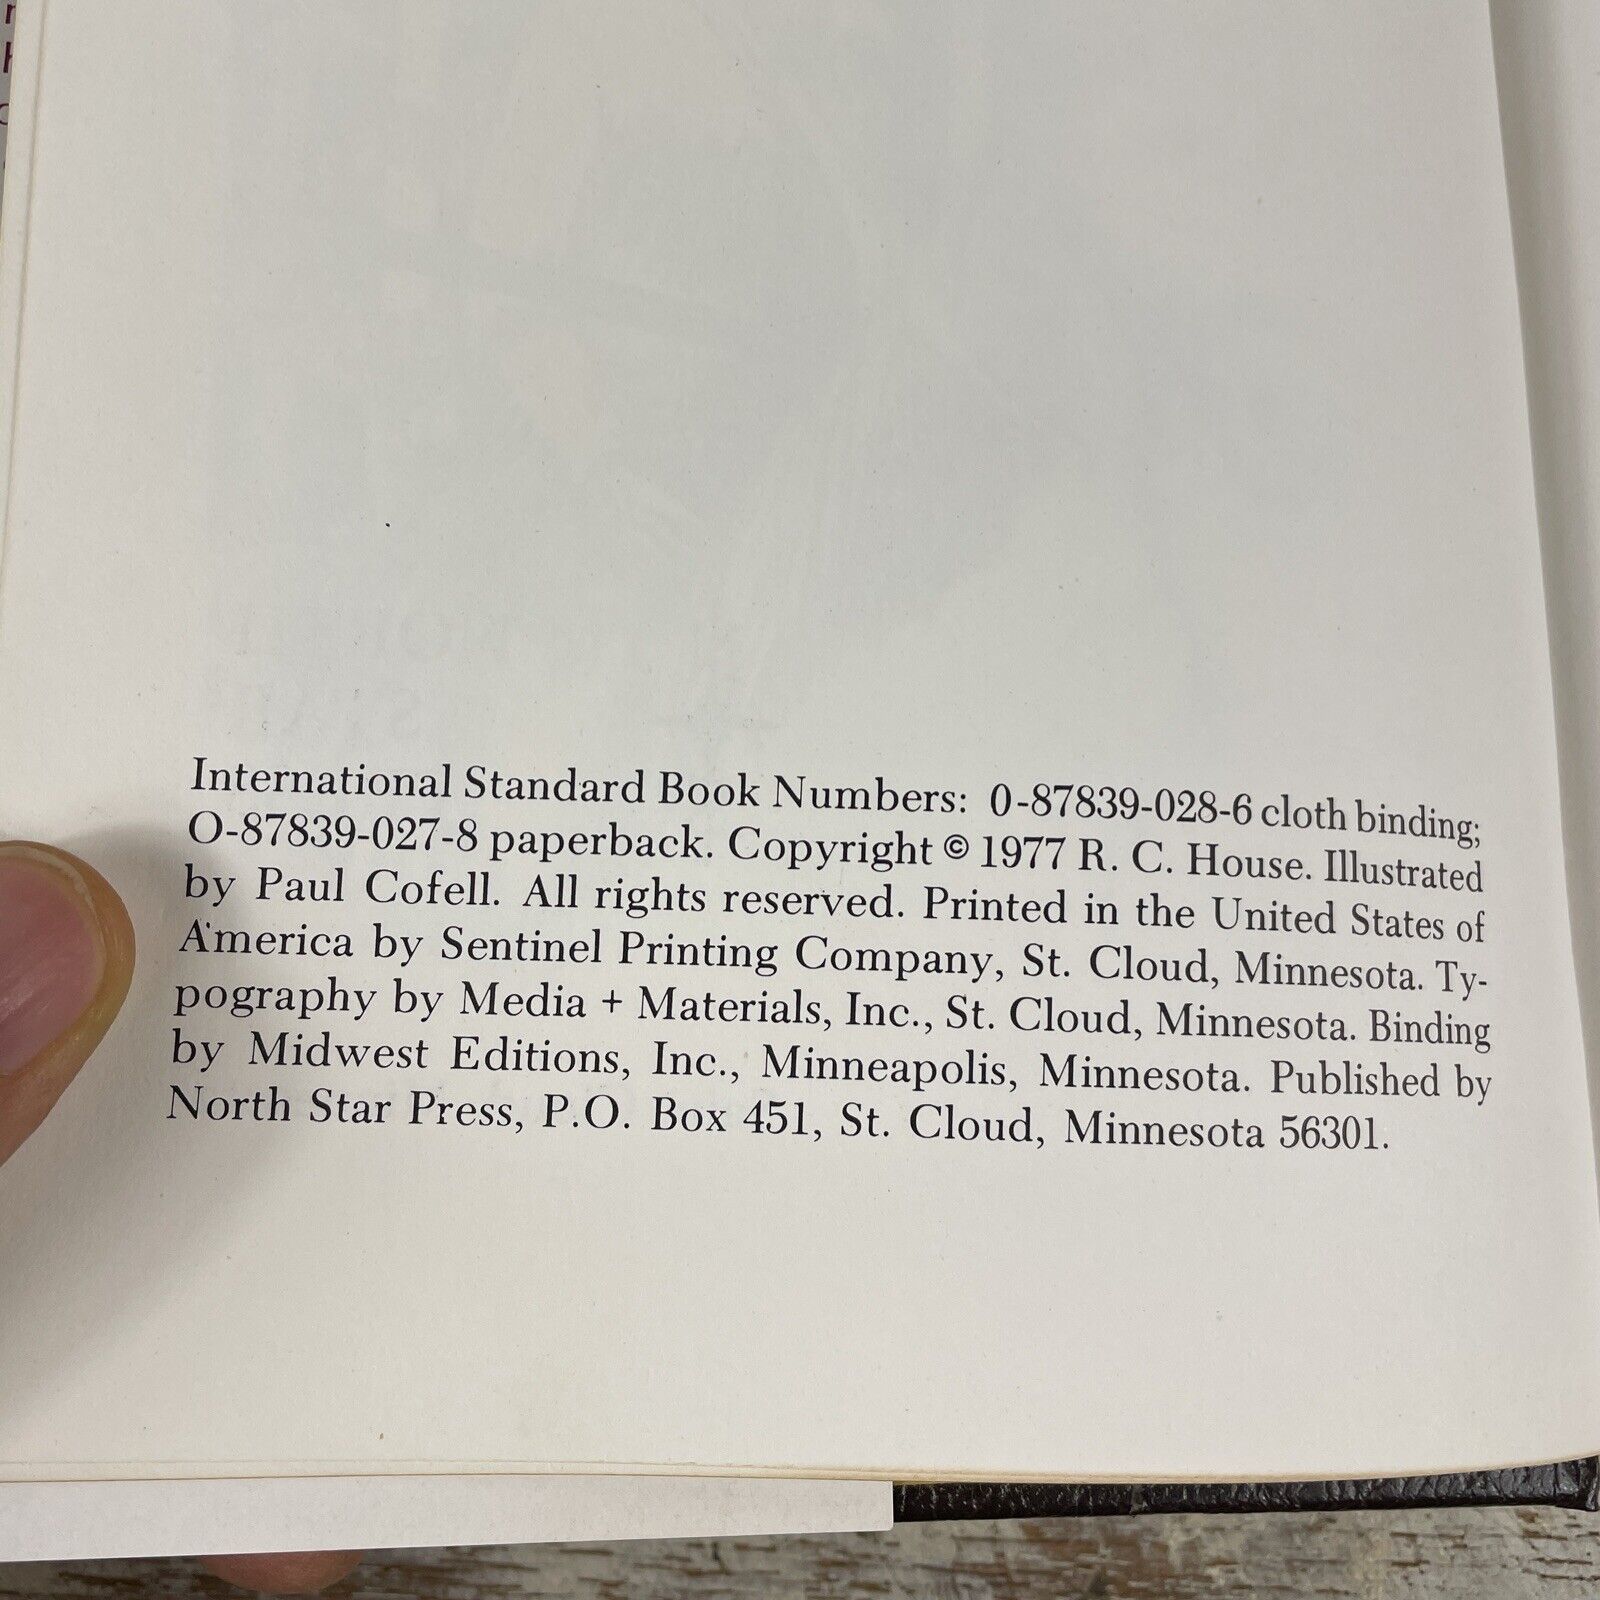 International Standard Book Numbers: 0-87839-028-6 cloth binding;
O-87839-027-8 paperback. Copyright © 1977 R. C. House. Illustrated
by Paul Cofell. All rights reserved. Printed in the United States of
America by Sentinel Printing Company, St. Cloud, Minnesota. Ty-
pography by Media + Materials, Inc., St. Cloud, Minnesota. Binding
by Midwest Editions, Inc., Minneapolis, Minnesota. Published by
North Star Press, P.O. Box 451, St. Cloud, Minnesota 56301.